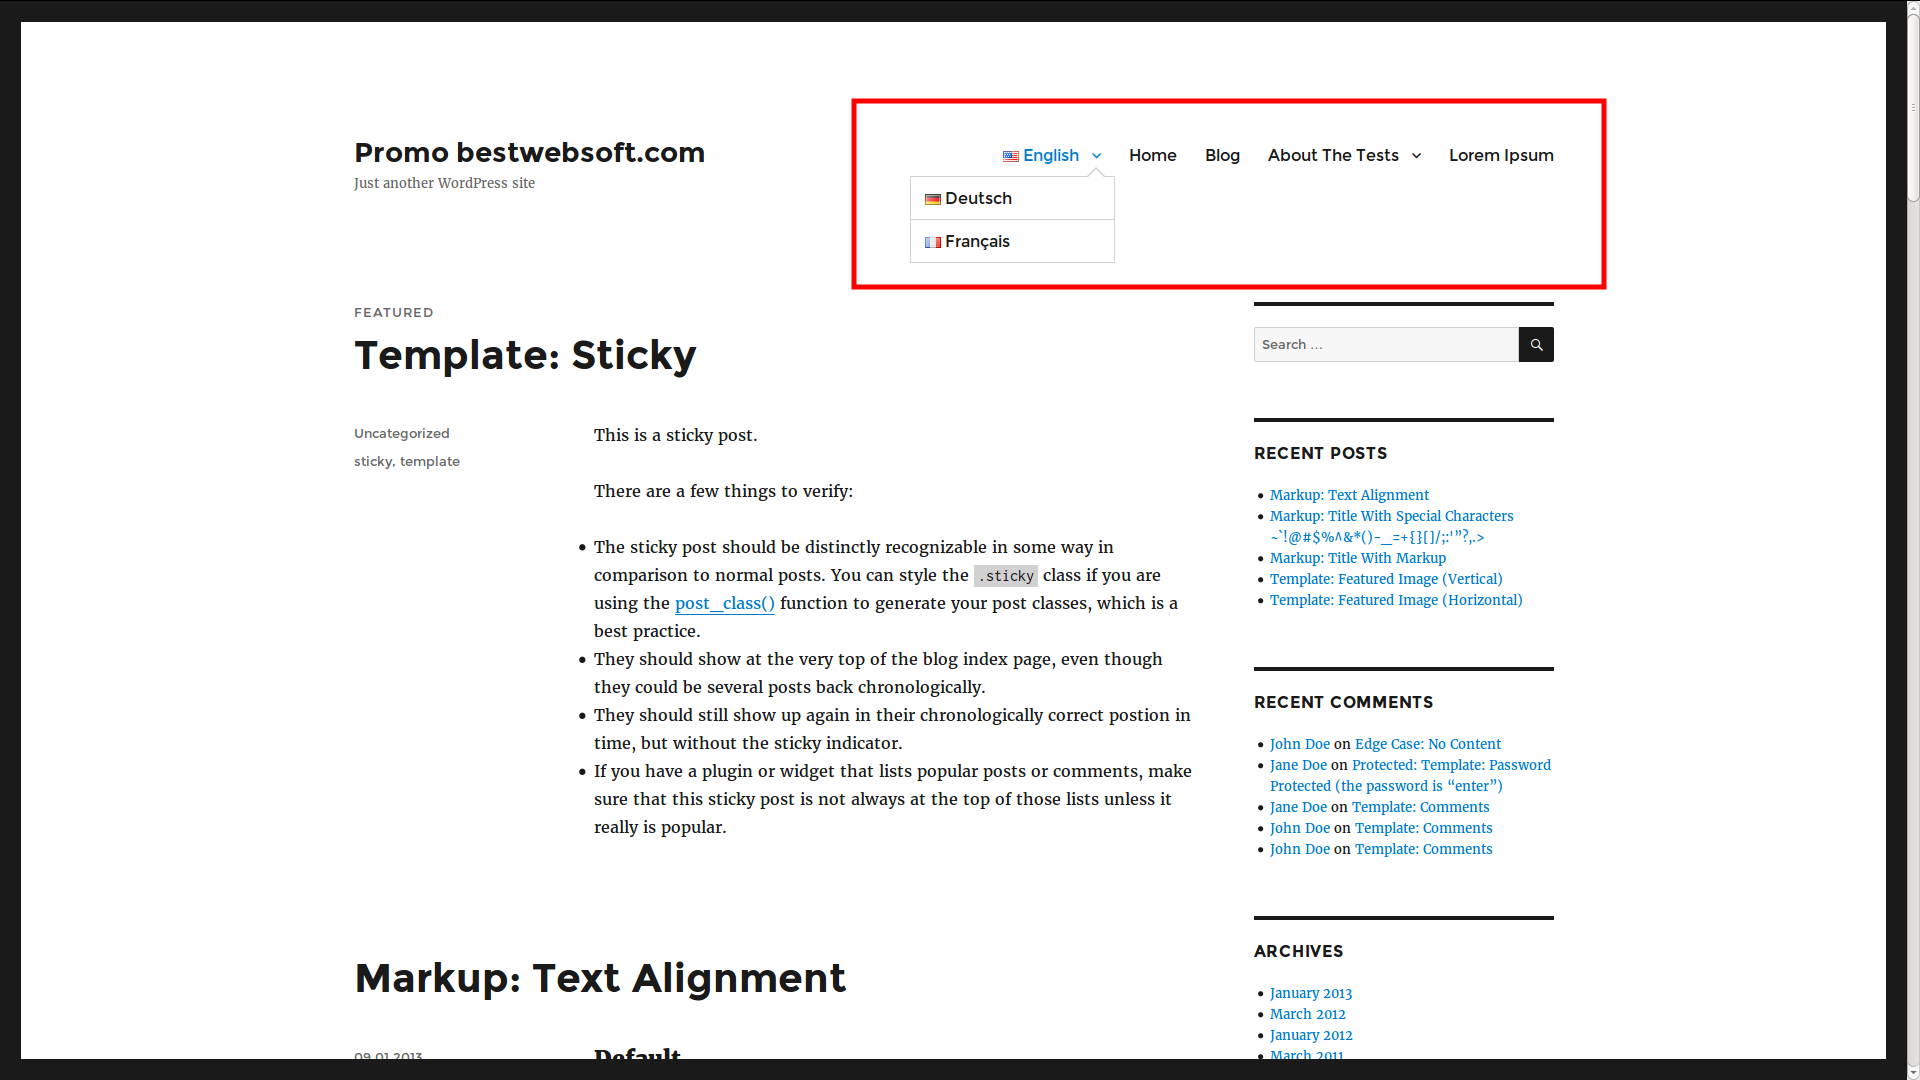 Promo bestwebsoft.com
Just another WordPress site
English
Home
Blog
About The Tests
Lorem Ipsum
Deutsch
Français
FEATURED
Template: Sticky
Uncategorized
sticky, template
This is a sticky post.
There are a few things to verify:
The sticky post should be distinctly recognizable in some way in
comparison to normal posts. You can style the .sticky class if you are
using the post_class() function to generate your post classes, which is a
best practice.
They should show at the very top of the blog index page, even though
they could be several posts back chronologically.
They should still show up again in their chronologically correct postion in
time, but without the sticky indicator.
If you have a plugin or widget that lists popular posts or comments, make
sure that this sticky post is not always at the top of those lists unless it
really is popular.
Markup: Text Alignment
09.01.2013
Default
Search …
RECENT POSTS
Markup: Text Alignment
Markup: Title With Special Characters
~`!@#$%^&*()-_=+{}[]/;:'”?,.>
Markup: Title With Markup
Template: Featured Image (Vertical)
Template: Featured Image (Horizontal)
RECENT COMMENTS
John Doe on Edge Case: No Content
Jane Doe on Protected: Template: Password
Protected (the password is “enter”)
Jane Doe on Template: Comments
John Doe on Template: Comments
John Doe on Template: Comments
ARCHIVES
January 2013
March 2012
January 2012
March 2011